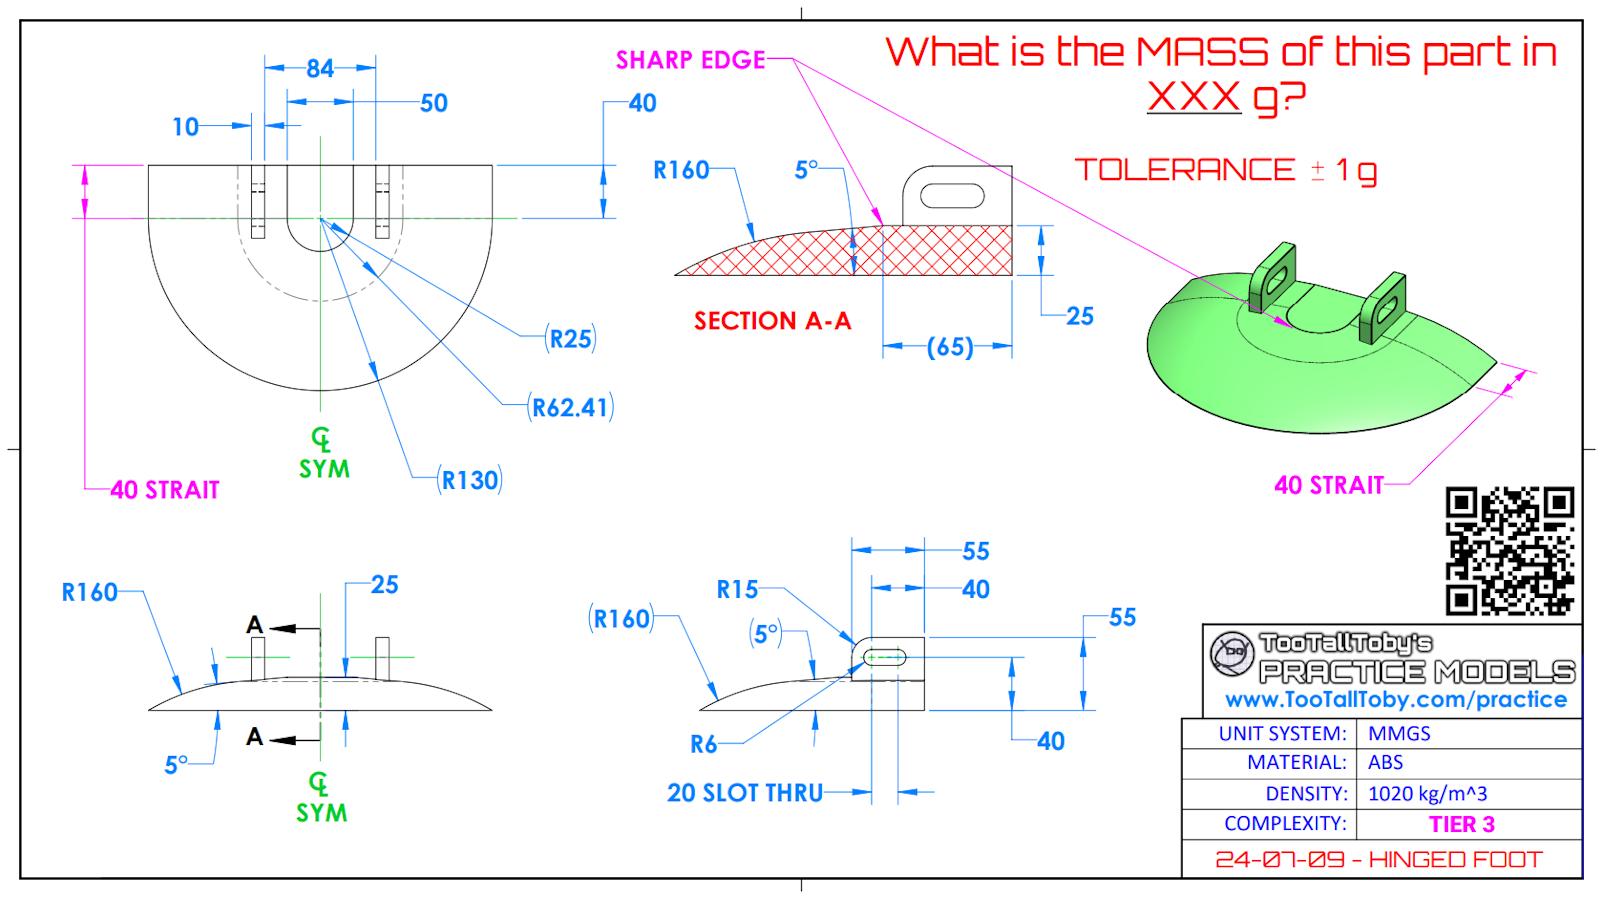 What is the MASS of this part in
XXX g?
TOLERANCE ± 1 g
SHARP EDGE
84
50
40
10
R160
5°
(R25)
(R62.41)
(R130)
25
SECTION A-A
(65)
℄
SYM
40 STRAIT
40 STRAIT
R160
25
A
A
5°
℄
SYM
55
40
R15
(R160)
(5°)
55
R6
40
20 SLOT THRU
TooTallToby's
PRACTICE MODELS
www.TooTallToby.com/practice
UNIT SYSTEM: MMGS
MATERIAL: ABS
DENSITY: 1020 kg/m^3
COMPLEXITY: TIER 3
24-07-09 - HINGED FOOT